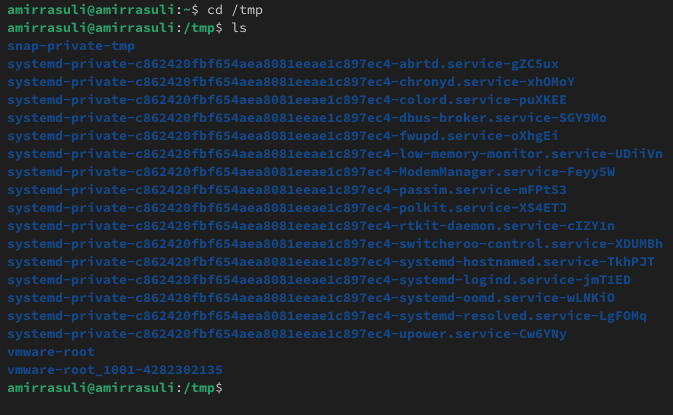 amirrasuli@amirrasuli:~$ cd /tmp
amirrasuli@amirrasuli:/tmp$ ls
snap-private-tmp
systemd-private-c862420fbf654aea8081eeae1c897ec4-abrtd.service-gZC5ux
systemd-private-c862420fbf654aea8081eeae1c897ec4-chronyd.service-xhOMoY
systemd-private-c862420fbf654aea8081eeae1c897ec4-colord.service-puXKEE
systemd-private-c862420fbf654aea8081eeae1c897ec4-dbus-broker.service-SGY9Mo
systemd-private-c862420fbf654aea8081eeae1c897ec4-fwupd.service-oXhgEi
systemd-private-c862420fbf654aea8081eeae1c897ec4-low-memory-monitor.service-UDiiVn
systemd-private-c862420fbf654aea8081eeae1c897ec4-ModemManager.service-Feyy5W
systemd-private-c862420fbf654aea8081eeae1c897ec4-passim.service-mFPtS3
systemd-private-c862420fbf654aea8081eeae1c897ec4-polkit.service-XS4ETJ
systemd-private-c862420fbf654aea8081eeae1c897ec4-rtkit-daemon.service-cIZY1n
systemd-private-c862420fbf654aea8081eeae1c897ec4-switcheroo-control.service-XDUMBh
systemd-private-c862420fbf654aea8081eeae1c897ec4-systemd-hostnamed.service-TkhPJT
systemd-private-c862420fbf654aea8081eeae1c897ec4-systemd-logind.service-jmT1ED
systemd-private-c862420fbf654aea8081eeae1c897ec4-systemd-oomd.service-wLNKiO
systemd-private-c862420fbf654aea8081eeae1c897ec4-systemd-resolved.service-LgFOMq
systemd-private-c862420fbf654aea8081eeae1c897ec4-upower.service-Cw6YNy
vmware-root
vmware-root_1001-4282302135
amirrasuli@amirrasuli:/tmp$